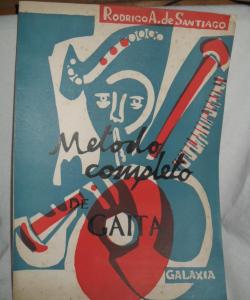 RODRIGO A. de SANTIAGO
Metodo
completo
DE
GAITA
GALAXIA